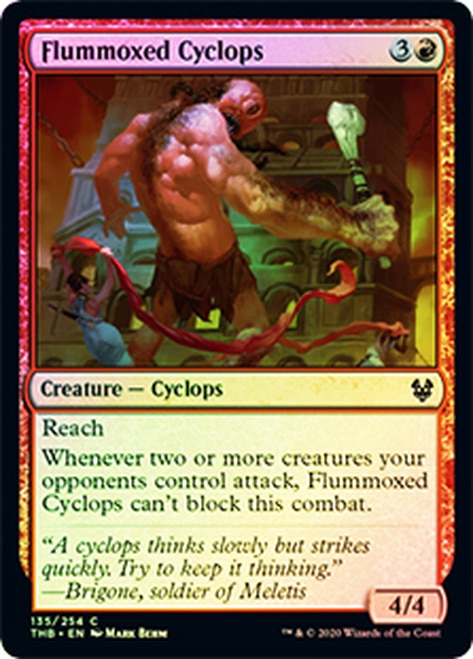 Flummoxed Cyclops 3
Creature — Cyclops
Reach
Whenever two or more creatures your
opponents control attack, Flummoxed
Cyclops can't block this combat.
"A cyclops thinks slowly but strikes
quickly. Try to keep it thinking."
—Brigone, soldier of Meletis
4/4
135/254 C
THB • EN Mark Behm
™ & © 2020 Wizards of the Coast